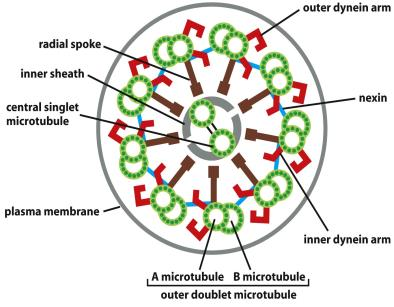 outer dynein arm
radial spoke
inner sheath
nexin
central singlet
microtubule
plasma membrane
inner dynein arm
A microtubule B microtubule
outer doublet microtubule